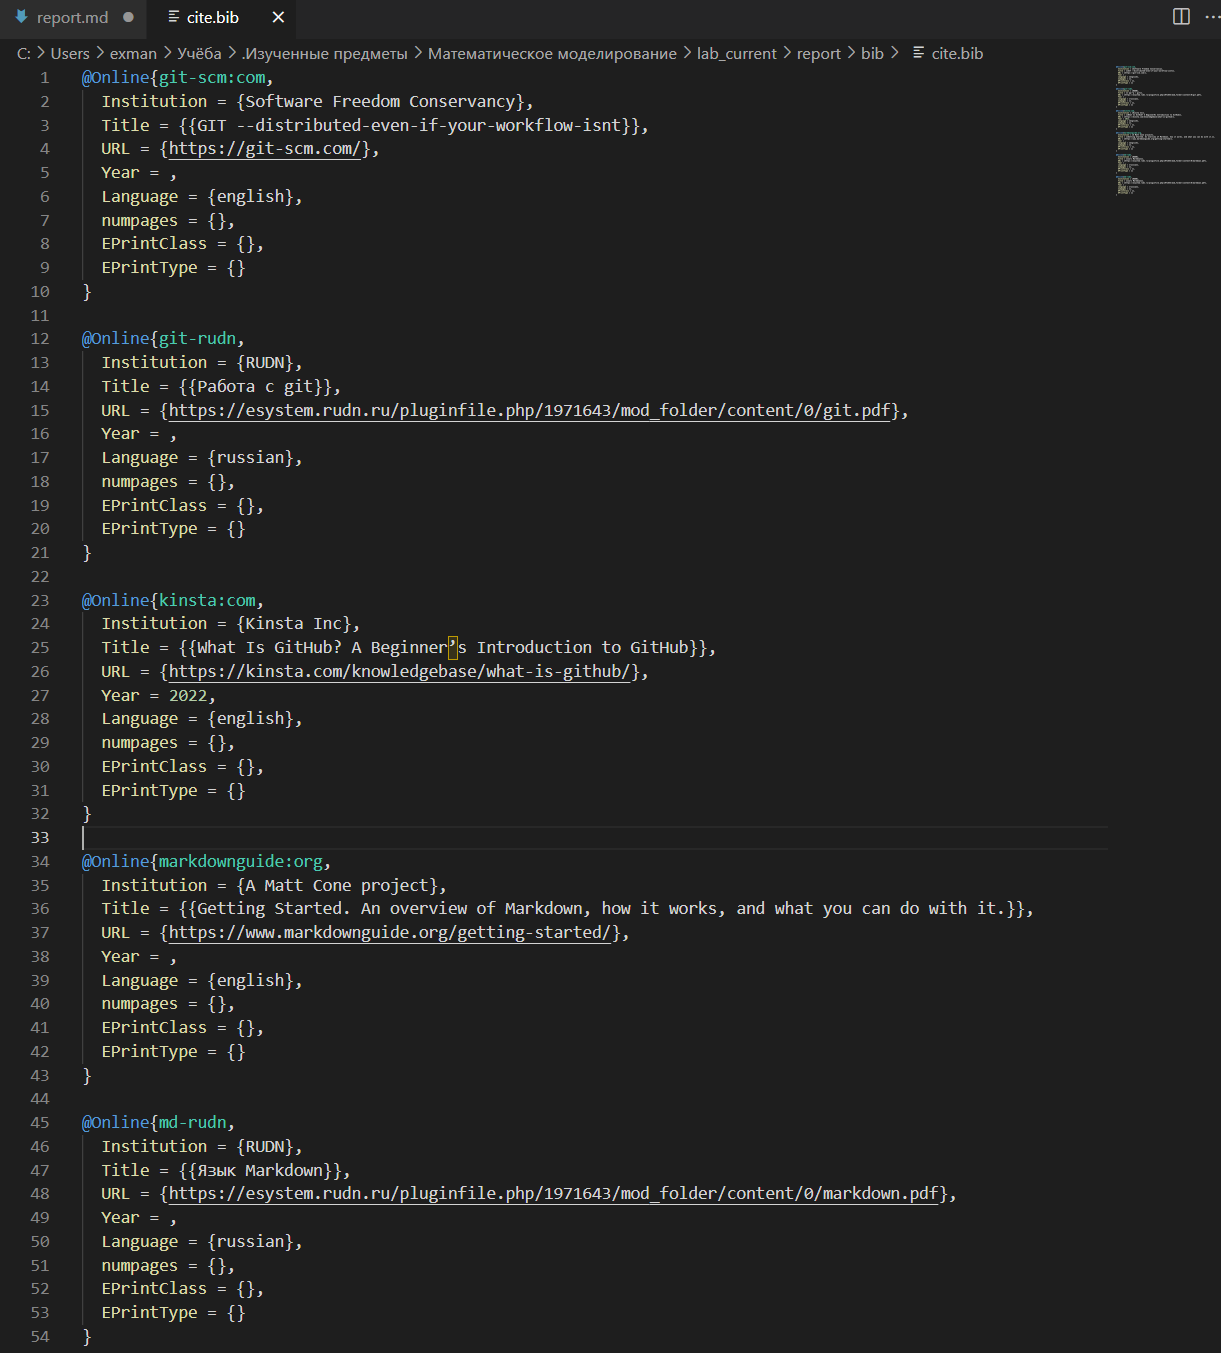 report.md
cite.bib
C: > Users > exman > Учёба > .Изученные предметы > Математическое моделирование > lab_current > report > bib > cite.bib
1 @Online{git-scm:com,
2 Institution = {Software Freedom Conservancy},
3 Title = {{GIT --distributed-even-if-your-workflow-isnt}},
4 URL = {https://git-scm.com/},
5 Year = ,
6 Language = {english},
7 numpages = {},
8 EPrintClass = {},
9 EPrintType = {}
10 }
11
12 @Online{git-rudn,
13 Institution = {RUDN},
14 Title = {{Работа с git}},
15 URL = {https://esystem.rudn.ru/pluginfile.php/1971643/mod_folder/content/0/git.pdf},
16 Year = ,
17 Language = {russian},
18 numpages = {},
19 EPrintClass = {},
20 EPrintType = {}
21 }
22
23 @Online{kinsta:com,
24 Institution = {Kinsta Inc},
25 Title = {{What Is GitHub? A Beginner’s Introduction to GitHub}},
26 URL = {https://kinsta.com/knowledgebase/what-is-github/},
27 Year = 2022,
28 Language = {english},
29 numpages = {},
30 EPrintClass = {},
31 EPrintType = {}
32 }
33
34 @Online{markdownguide:org,
35 Institution = {A Matt Cone project},
36 Title = {{Getting Started. An overview of Markdown, how it works, and what you can do with it.}},
37 URL = {https://www.markdownguide.org/getting-started/},
38 Year = ,
39 Language = {english},
40 numpages = {},
41 EPrintClass = {},
42 EPrintType = {}
43 }
44
45 @Online{md-rudn,
46 Institution = {RUDN},
47 Title = {{Язык Markdown}},
48 URL = {https://esystem.rudn.ru/pluginfile.php/1971643/mod_folder/content/0/markdown.pdf},
49 Year = ,
50 Language = {russian},
51 numpages = {},
52 EPrintClass = {},
53 EPrintType = {}
54 }